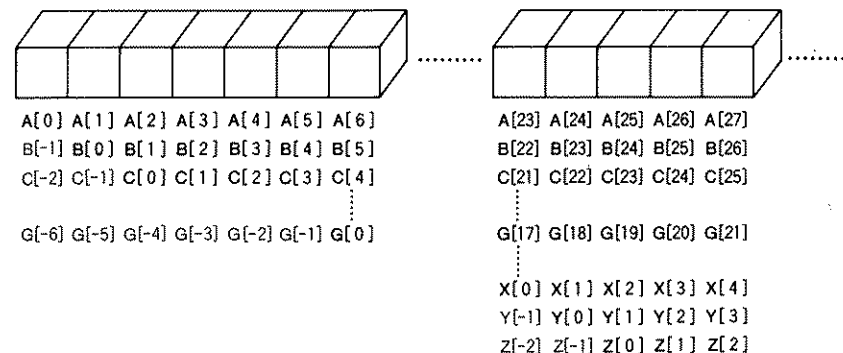 A[0] A[1] A[2] A[3] A[4] A[5] A[6] A[23] A[24] A[25] A[26] A[27]
B[-1] B[0] B[1] B[2] B[3] B[4] B[5] B[22] B[23] B[24] B[25] B[26]
C[-2] C[-1] C[0] C[1] C[2] C[3] C[4] C[21] C[22] C[23] C[24] C[25]
G[-6] G[-5] G[-4] G[-3] G[-2] G[-1] G[0] G[17] G[18] G[19] G[20] G[21]
X[0] X[1] X[2] X[3] X[4]
Y[-1] Y[0] Y[1] Y[2] Y[3]
Z[-2] Z[-1] Z[0] Z[1] Z[2]